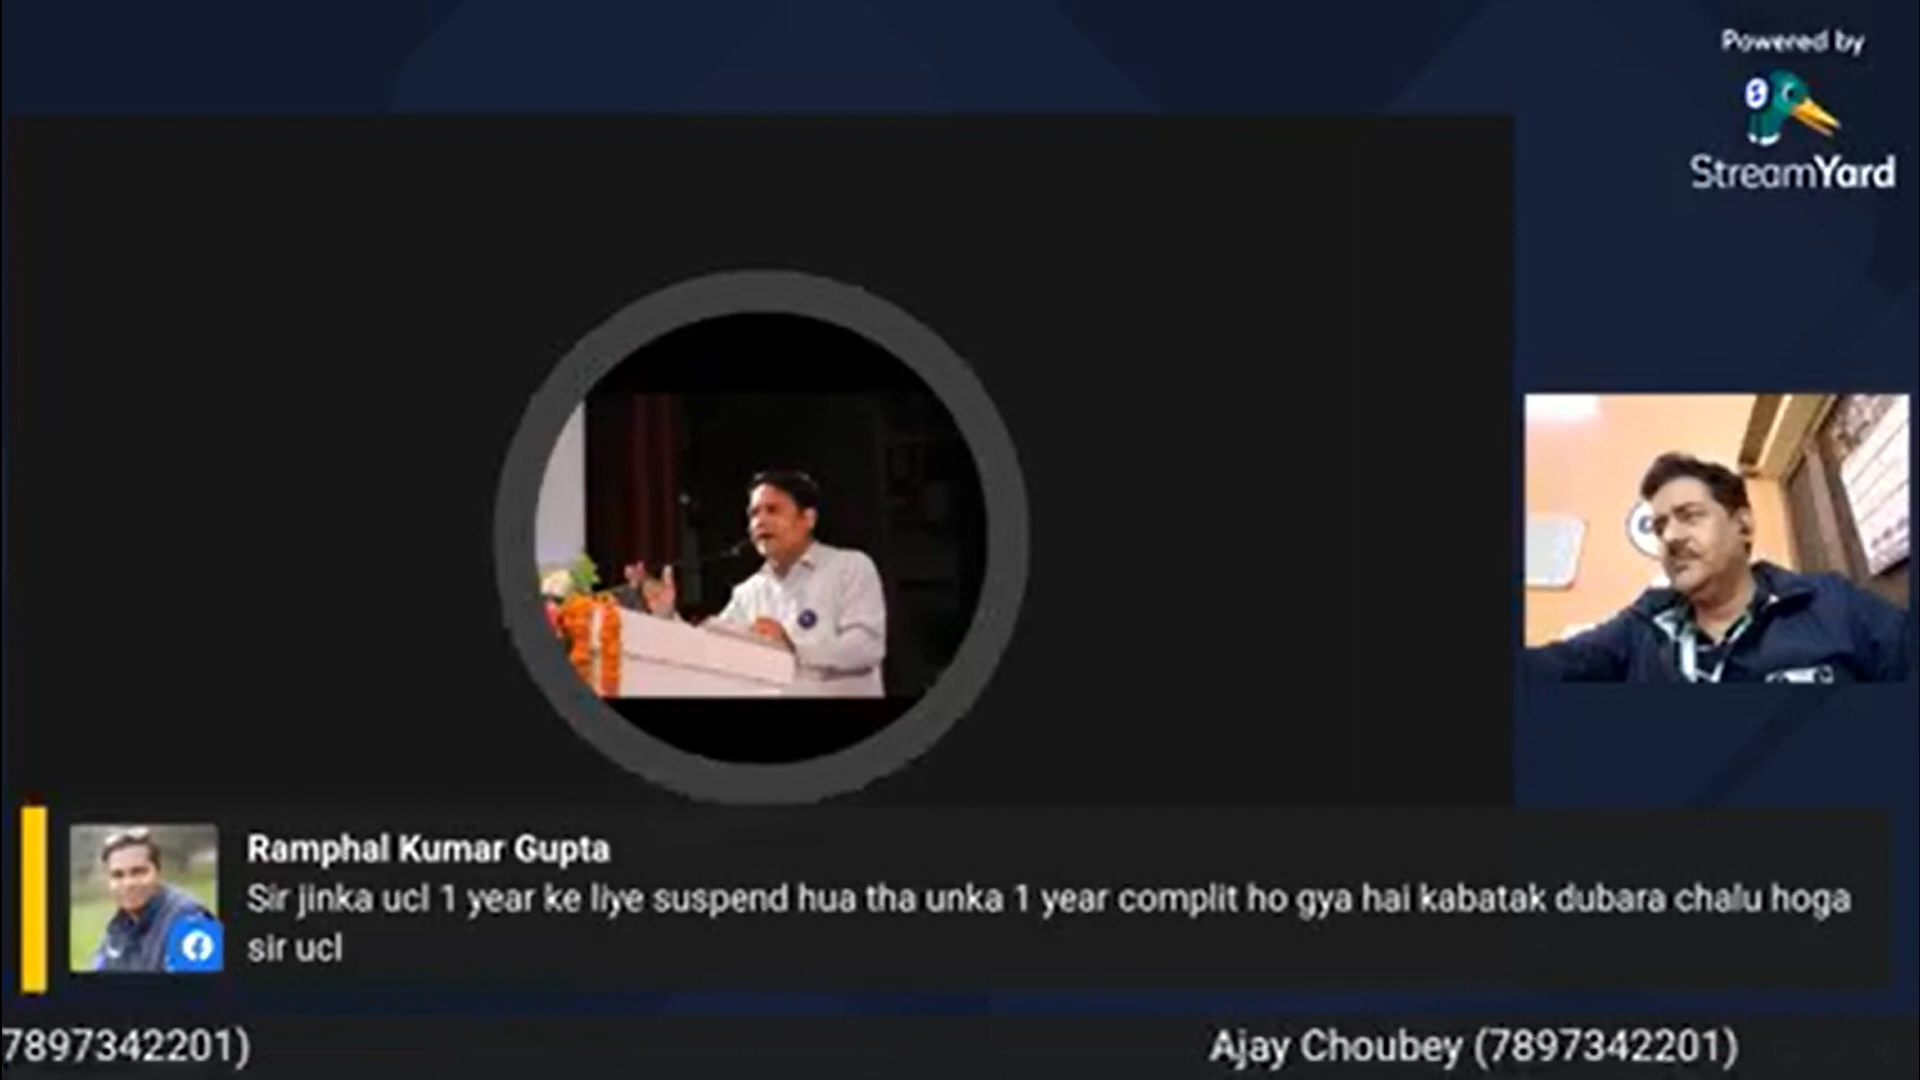 Powered by
StreamYard
Ramphal Kumar Gupta
Sir jinka ucl 1 year ke liye suspend hua tha unka 1 year complit ho gya hai kabatak dubara chalu hoga
sir ucl
7897342201) Ajay Choubey (7897342201)